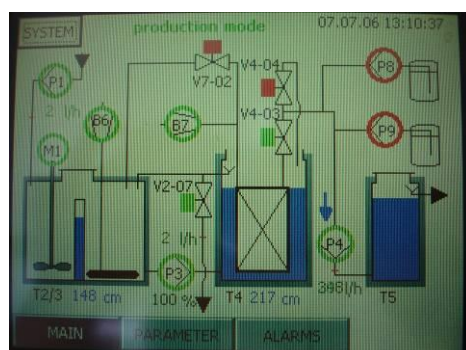 SYSTEM production mode 07.07.06 13:10:37
V4-04
P8
P1
V7-02
2 l/h
V4-03
B6
B7
P9
M1
V2-07
2 l/h
P4
P3
100 %
T2/3 148 cm
T4 217 cm
348l/h
T5
MAIN PARAMETER ALARMS